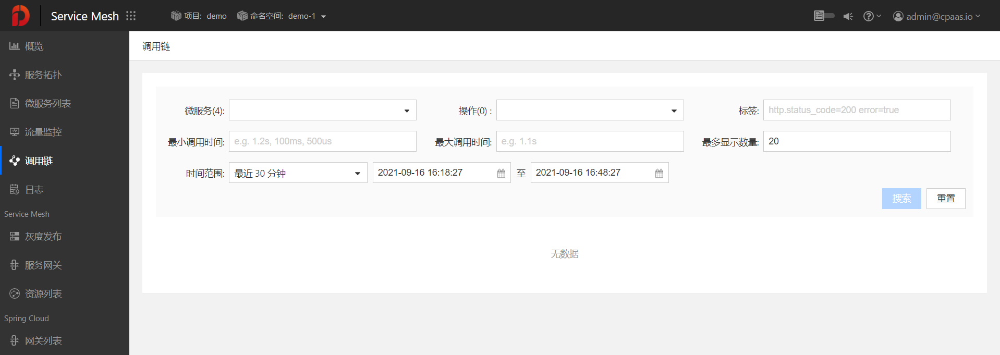 Service Mesh
项目: demo
命名空间: demo-1
admin@cpaas.io
概览
服务拓扑
微服务列表
流量监控
调用链
日志
Service Mesh
灰度发布
服务网关
资源列表
Spring Cloud
网关列表
调用链
微服务(4):
操作(0) :
标签: http.status_code=200 error=true
最小调用时间: e.g. 1.2s, 100ms, 500us
最大调用时间: e.g. 1.1s
最多显示数量: 20
时间范围: 最近 30 分钟 2021-09-16 16:18:27 至 2021-09-16 16:48:27
搜索 重置
无数据